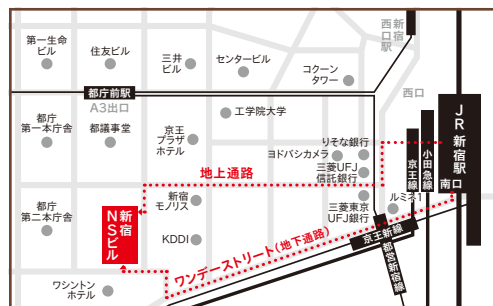 第一生命
ビル
住友ビル
三井
ビル
センタービル
コクーン
タワー
新宿
西口駅
西口
都庁前駅
A3出口
工学院大学
都庁
第一本庁舎
都議事堂
京王
プラザ
ホテル
りそな銀行
ヨドバシカメラ
三菱UFJ
信託銀行
京王線
小田急線
JR新宿駅
南口
地上通路
都庁
第二本庁舎
新宿
NSビル
新宿
モノリス
KDDI
三菱東京
UFJ銀行
ルミネ1
京王新線
都営新宿線
ワンデーストリート(地下通路)
ワシントン
ホテル